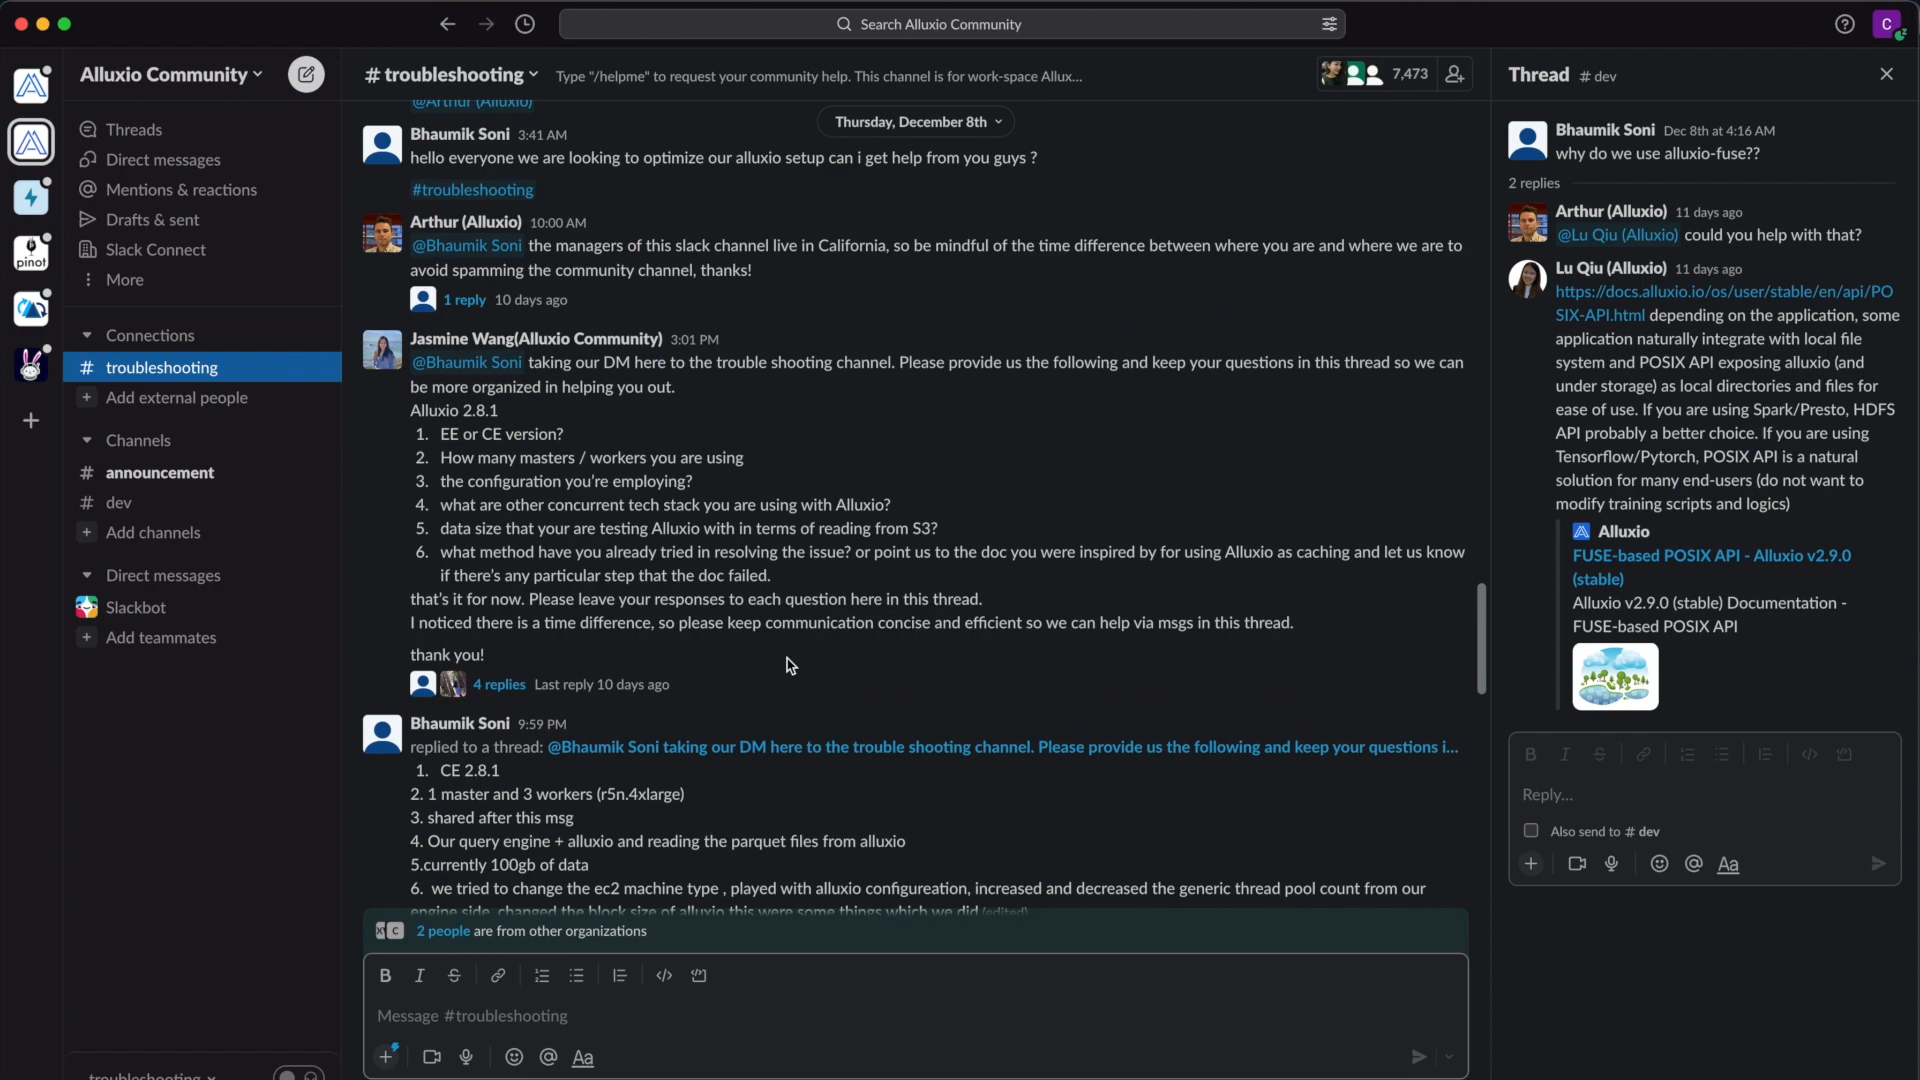 Search Alluxio Community
C
Alluxio Community
Threads
Direct messages
Mentions & reactions
Drafts & sent
Slack Connect
More
Connections
# troubleshooting
+ Add external people
Channels
# announcement
# dev
+ Add channels
Direct messages
Slackbot
+ Add teammates
troubleshooting
pinot
# troubleshooting
Type "/helpme" to request your community help. This channel is for work-space Allux...
7,473
@Arthur (Alluxio)
Thursday, December 8th
Bhaumik Soni 3:41 AM
hello everyone we are looking to optimize our alluxio setup can i get help from you guys ?
#troubleshooting
Arthur (Alluxio) 10:00 AM
@Bhaumik Soni the managers of this slack channel live in California, so be mindful of the time difference between where you are and where we are to
avoid spamming the community channel, thanks!
1 reply 10 days ago
Jasmine Wang(Alluxio Community) 3:01 PM
@Bhaumik Soni taking our DM here to the trouble shooting channel. Please provide us the following and keep your questions in this thread so we can
be more organized in helping you out.
Alluxio 2.8.1
1. EE or CE version?
2. How many masters / workers you are using
3. the configuration you're employing?
4. what are other concurrent tech stack you are using with Alluxio?
5. data size that your are testing Alluxio with in terms of reading from S3?
6. what method have you already tried in resolving the issue? or point us to the doc you were inspired by for using Alluxio as caching and let us know
if there's any particular step that the doc failed.
that's it for now. Please leave your responses to each question here in this thread.
I noticed there is a time difference, so please keep communication concise and efficient so we can help via msgs in this thread.
thank you!
4 replies Last reply 10 days ago
Bhaumik Soni 9:59 PM
replied to a thread: @Bhaumik Soni taking our DM here to the trouble shooting channel. Please provide us the following and keep your questions i...
1. CE 2.8.1
2. 1 master and 3 workers (r5n.4xlarge)
3. shared after this msg
4. Our query engine + alluxio and reading the parquet files from alluxio
5.currently 100gb of data
6. we tried to change the ec2 machine type , played with alluxio configureation, increased and decreased the generic thread pool count from our
engine side, changed the block size of alluxio this were some things which we did (edited)
C 2 people are from other organizations
B I S
Message #troubleshooting
+ @ Aa
Thread # dev
Bhaumik Soni Dec 8th at 4:16 AM
why do we use alluxio-fuse??
2 replies
Arthur (Alluxio) 11 days ago
@Lu Qiu (Alluxio) could you help with that?
Lu Qiu (Alluxio) 11 days ago
https://docs.alluxio.io/os/user/stable/en/api/PO
SIX-API.html depending on the application, some
application naturally integrate with local file
system and POSIX API exposing alluxio (and
under storage) as local directories and files for
ease of use. If you are using Spark/Presto, HDFS
API probably a better choice. If you are using
Tensorflow/Pytorch, POSIX API is a natural
solution for many end-users (do not want to
modify training scripts and logics)
Alluxio
FUSE-based POSIX API - Alluxio v2.9.0
(stable)
Alluxio v2.9.0 (stable) Documentation -
FUSE-based POSIX API
B I S
Reply...
Also send to # dev
+ @ Aa